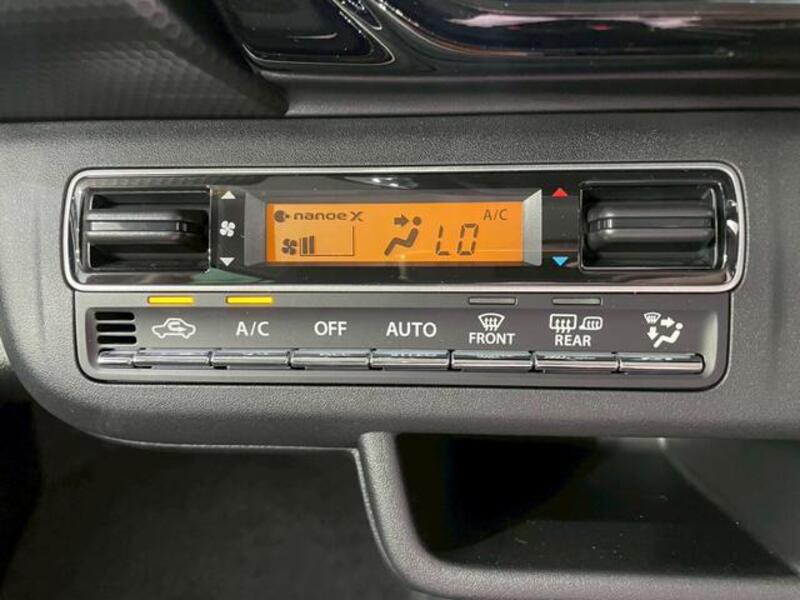 nanoe X
A/C
LO
A/C
OFF
AUTO
FRONT
REAR